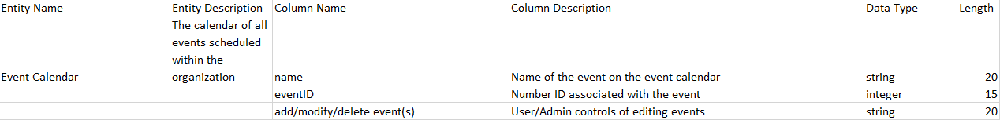 Entity Name Entity Description Column Name Column Description Data Type Length
The calendar of all
events scheduled
within the
Event Calendar organization name Name of the event on the event calendar string 20
eventID Number ID associated with the event integer 15
add/modify/delete event(s) User/Admin controls of editing events string 20